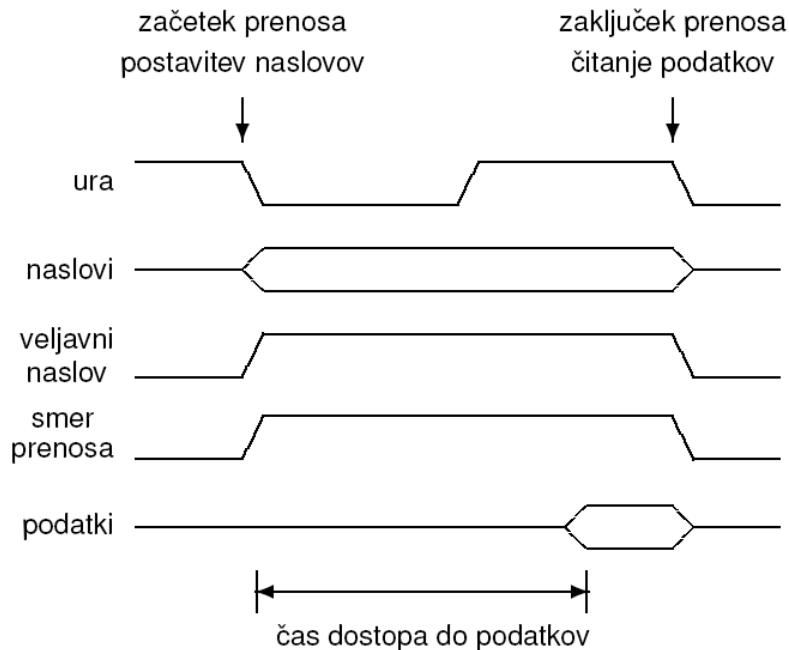 začetek prenosa
postavitev naslovov
zaključek prenosa
čitanje podatkov
ura
naslovi
veljavni
naslov
smer
prenosa
podatki
čas dostopa do podatkov